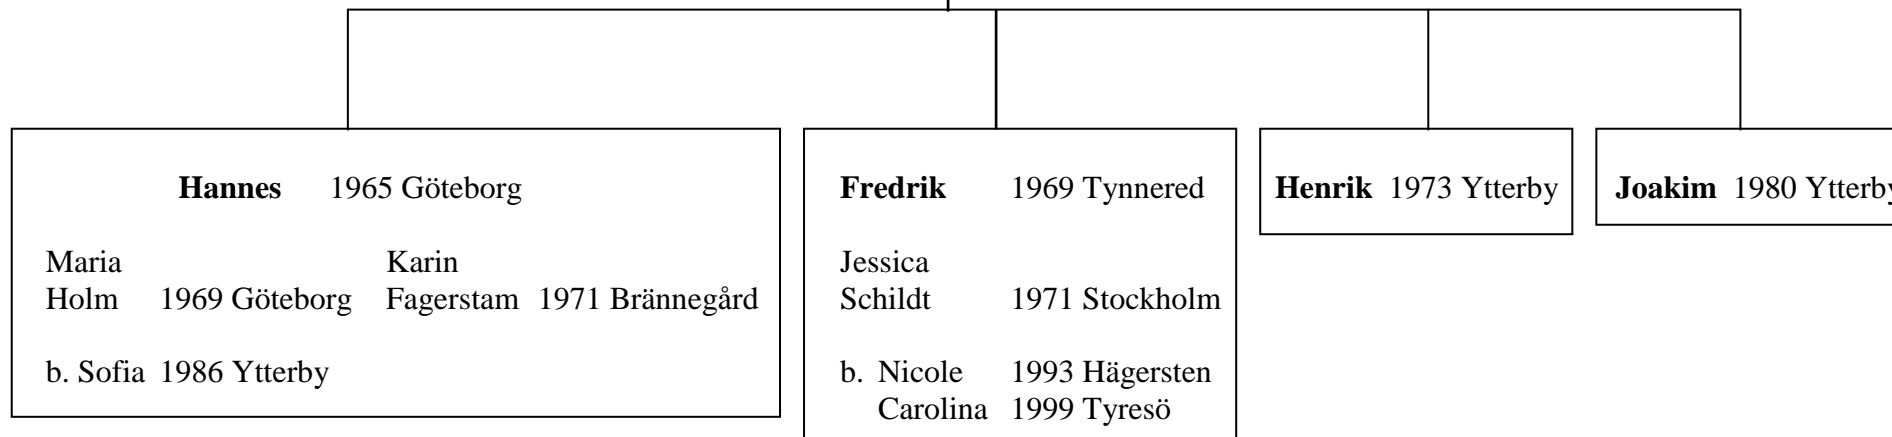 Hannes 1965 Göteborg
Maria Karin
Holm 1969 Göteborg Fagerstam 1971 Brännegård
b. Sofia 1986 Ytterby
Fredrik 1969 Tynnered
Jessica
Schildt 1971 Stockholm
b. Nicole 1993 Hägersten
Carolina 1999 Tyresö
Henrik 1973 Ytterby
Joakim 1980 Ytterby